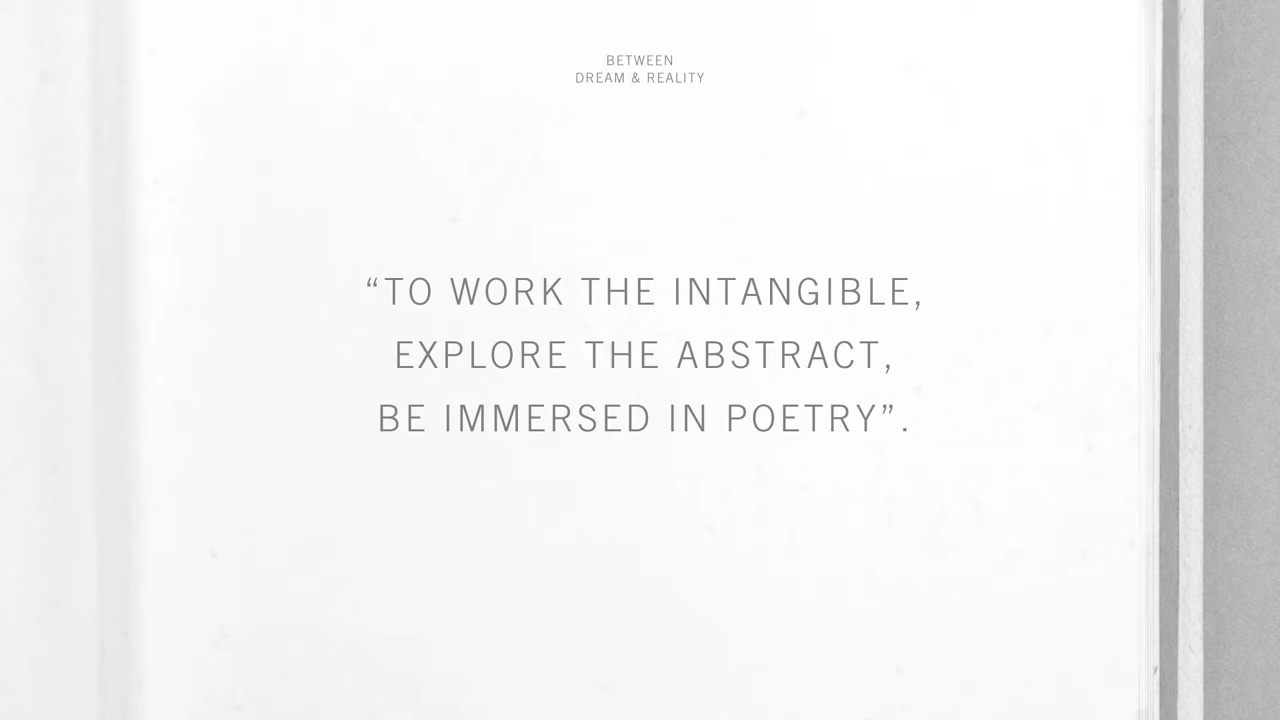 BETWEEN
DREAM & REALITY
“TO WORK THE INTANGIBLE,
EXPLORE THE ABSTRACT,
BE IMMERSED IN POETRY”.